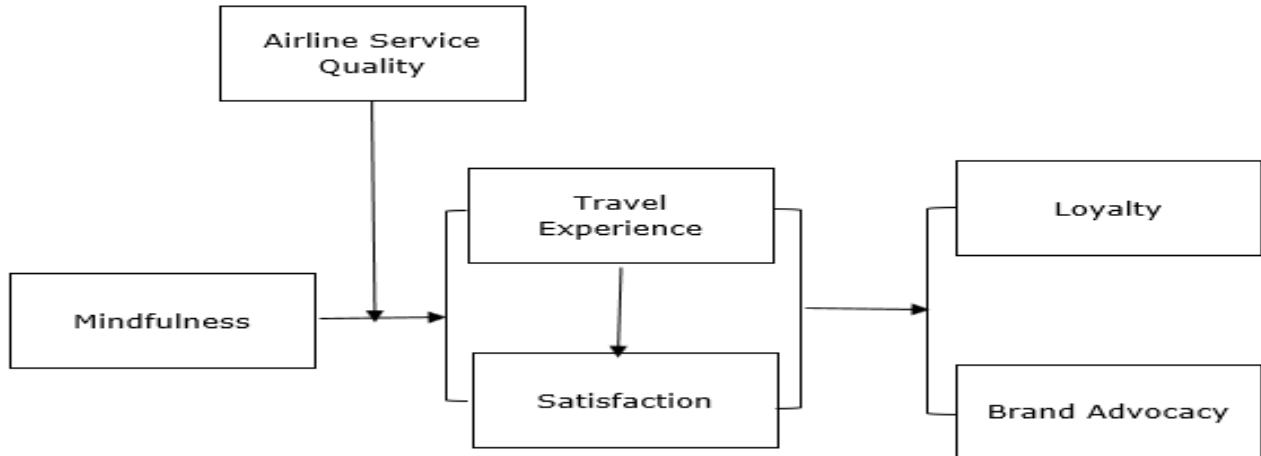 Airline Service
Quality
Travel
Experience
Loyalty
Mindfulness
Satisfaction
Brand Advocacy